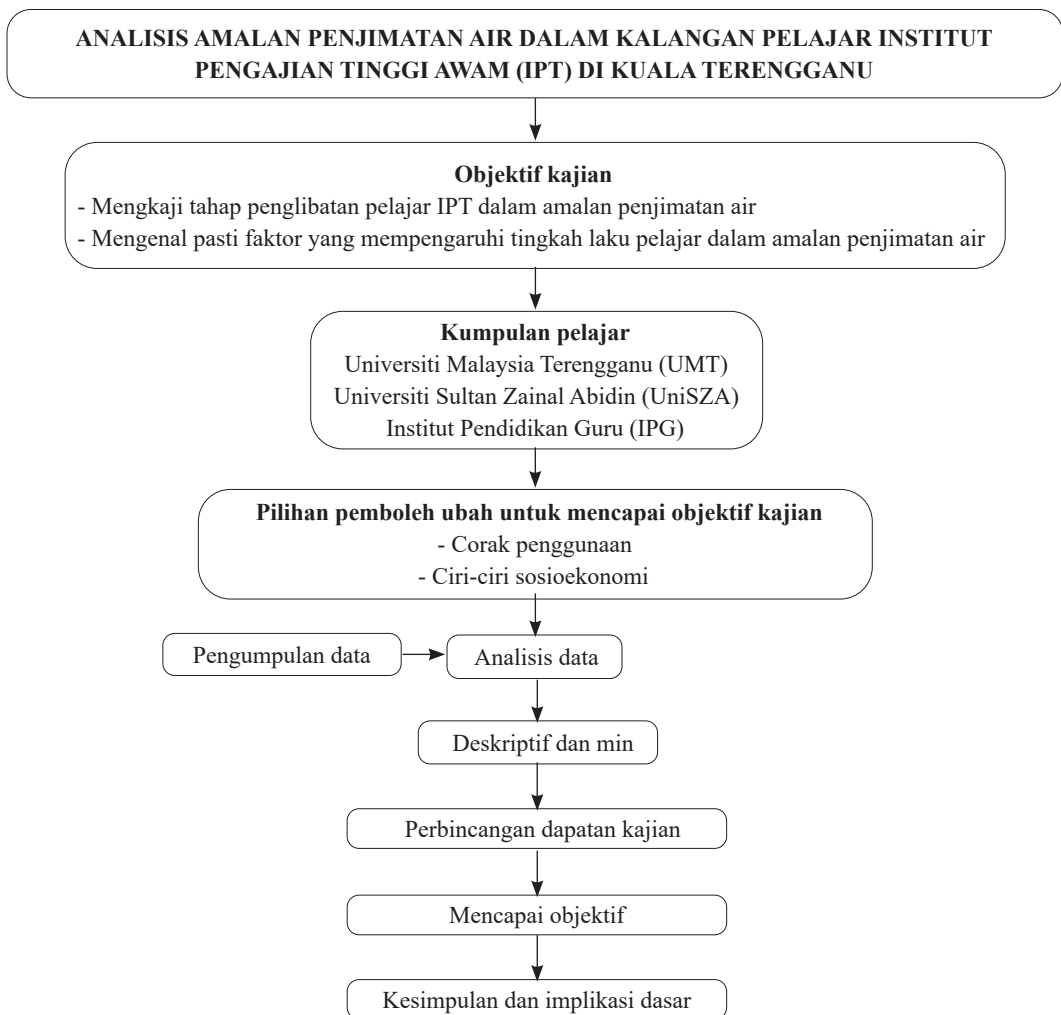 ANALISIS AMALAN PENJIMATAN AIR DALAM KALANGAN PELAJAR INSTITUT
PENGAJIAN TINGGI AWAM (IPT) DI KUALA TERENGGANU
Objektif kajian
- Mengkaji tahap penglibatan pelajar IPT dalam amalan penjimatan air
- Mengenal pasti faktor yang mempengaruhi tingkah laku pelajar dalam amalan penjimatan air
Kumpulan pelajar
Universiti Malaysia Terengganu (UMT)
Universiti Sultan Zainal Abidin (UniSZA)
Institut Pendidikan Guru (IPG)
Pilihan pemboleh ubah untuk mencapai objektif kajian
- Corak penggunaan
- Ciri-ciri sosioekonomi
Pengumpulan data
Analisis data
Deskriptif dan min
Perbincangan dapatan kajian
Mencapai objektif
Kesimpulan dan implikasi dasar